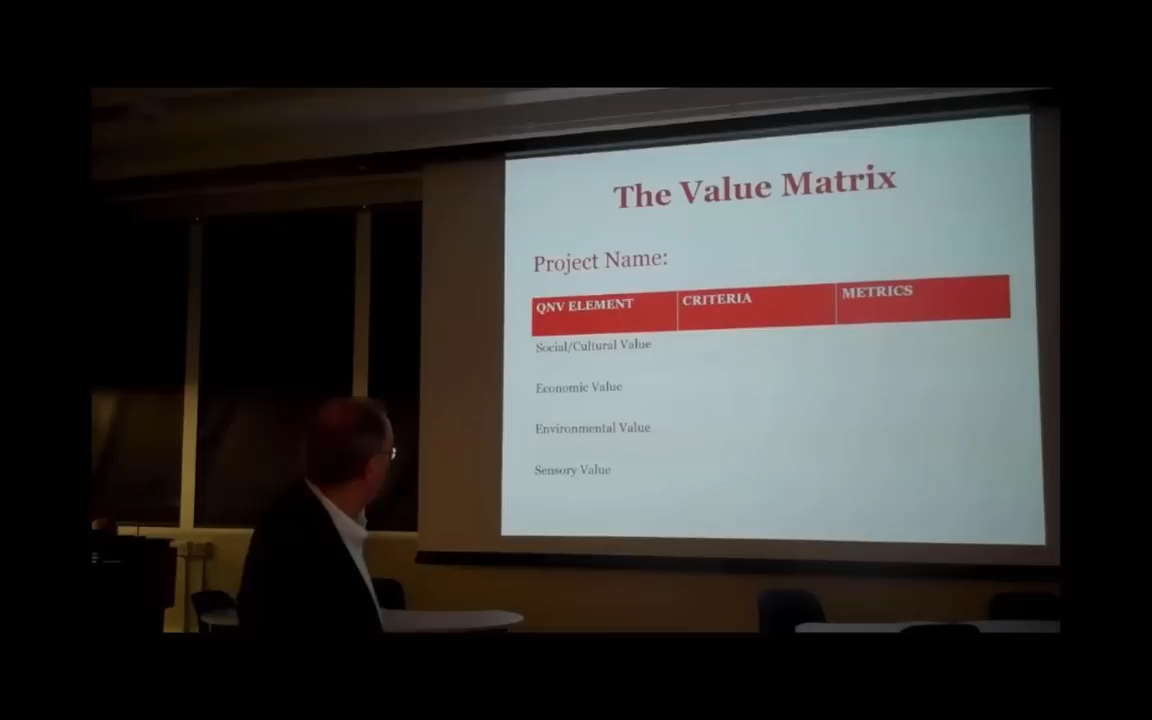 The Value Matrix
Project Name:
QNV ELEMENT CRITERIA METRICS
Social/Cultural Value
Economic Value
Environmental Value
Sensory Value